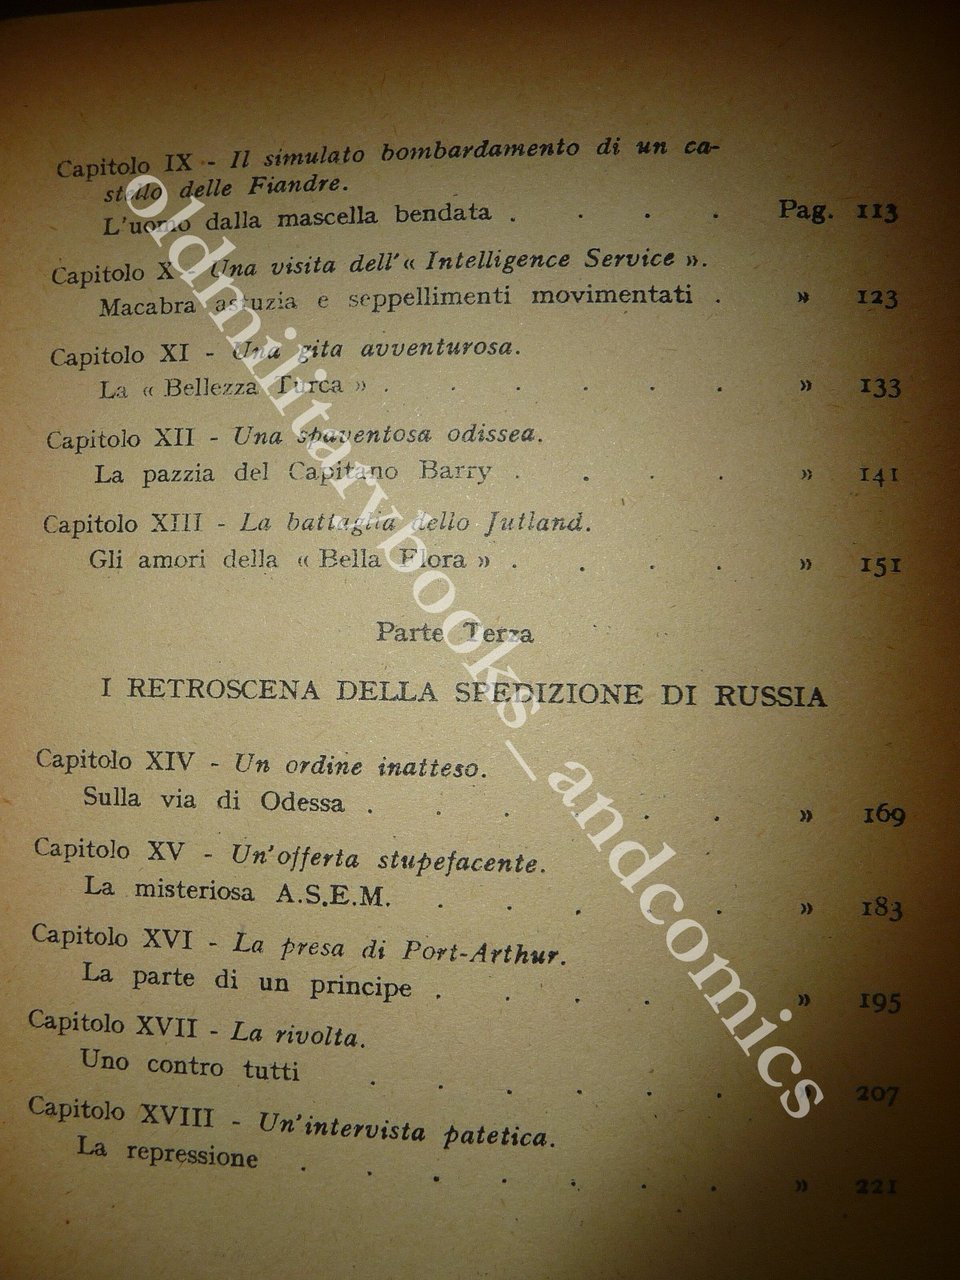 Capitolo IX - Il simulato bombardamento di un ca-
stello delle Fiandre.
L'uomo dalla mascella bendata . . . . Pag. 113
Capitolo X - Una visita dell'« Intelligence Service ».
Macabra astuzia e seppellimenti movimentati . » 123
Capitolo XI - Una gita avventurosa.
La « Bellezza Turca » . . . . . . » 133
Capitolo XII - Una spaventosa odissea.
La pazzia del Capitano Barry . . . . » 141
Capitolo XIII - La battaglia dello Jutland.
Gli amori della « Bella Flora » . . . . » 151
Parte Terza
I RETROSCENA DELLA SPEDIZIONE DI RUSSIA
Capitolo XIV - Un ordine inatteso.
Sulla via di Odessa . . . . . . » 169
Capitolo XV - Un'offerta stupefacente.
La misteriosa A.S.E.M. . . . . . » 183
Capitolo XVI - La presa di Port-Arthur.
La parte di un principe . . . . . » 195
Capitolo XVII - La rivolta.
Uno contro tutti . . . . . . » 207
Capitolo XVIII - Un'intervista patetica.
La repressione . . . . . . . » 221
oldmilitarybooks_andcomics